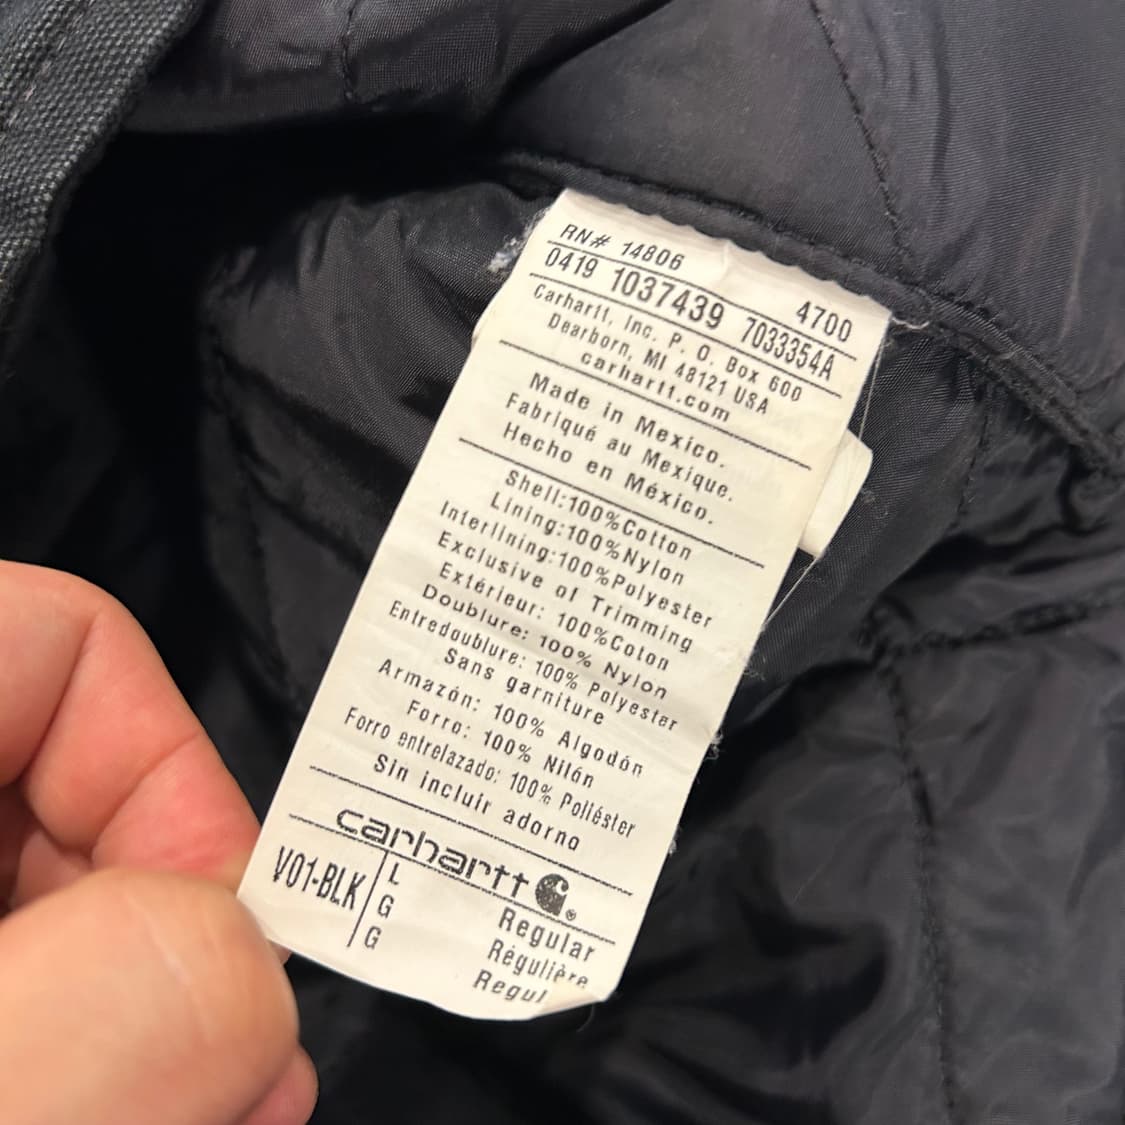 RN# 14806
4700
0419 1037439 7033354A
Carhartt, Inc. P. O. Box 600
Dearborn, MI 48121 USA
carhartt.com
Made in Mexico.
Fabriqué au Mexique.
Hecho en México.
Shell:100%Cotton
Lining:100%Nylon
Interlining:100%Polyester
Exclusive of Trimming
Extérieur: 100%Coton
Doublure: 100% Nylon
Entredoublure: 100% Polyester
Sans garniture
Armazón: 100% Algodón
Forro: 100% Nilón
Forro entrelazado: 100% Poliéster
Sin incluir adorno
carhartt
V01-BLK
L Regular
G Régulière
G Regul